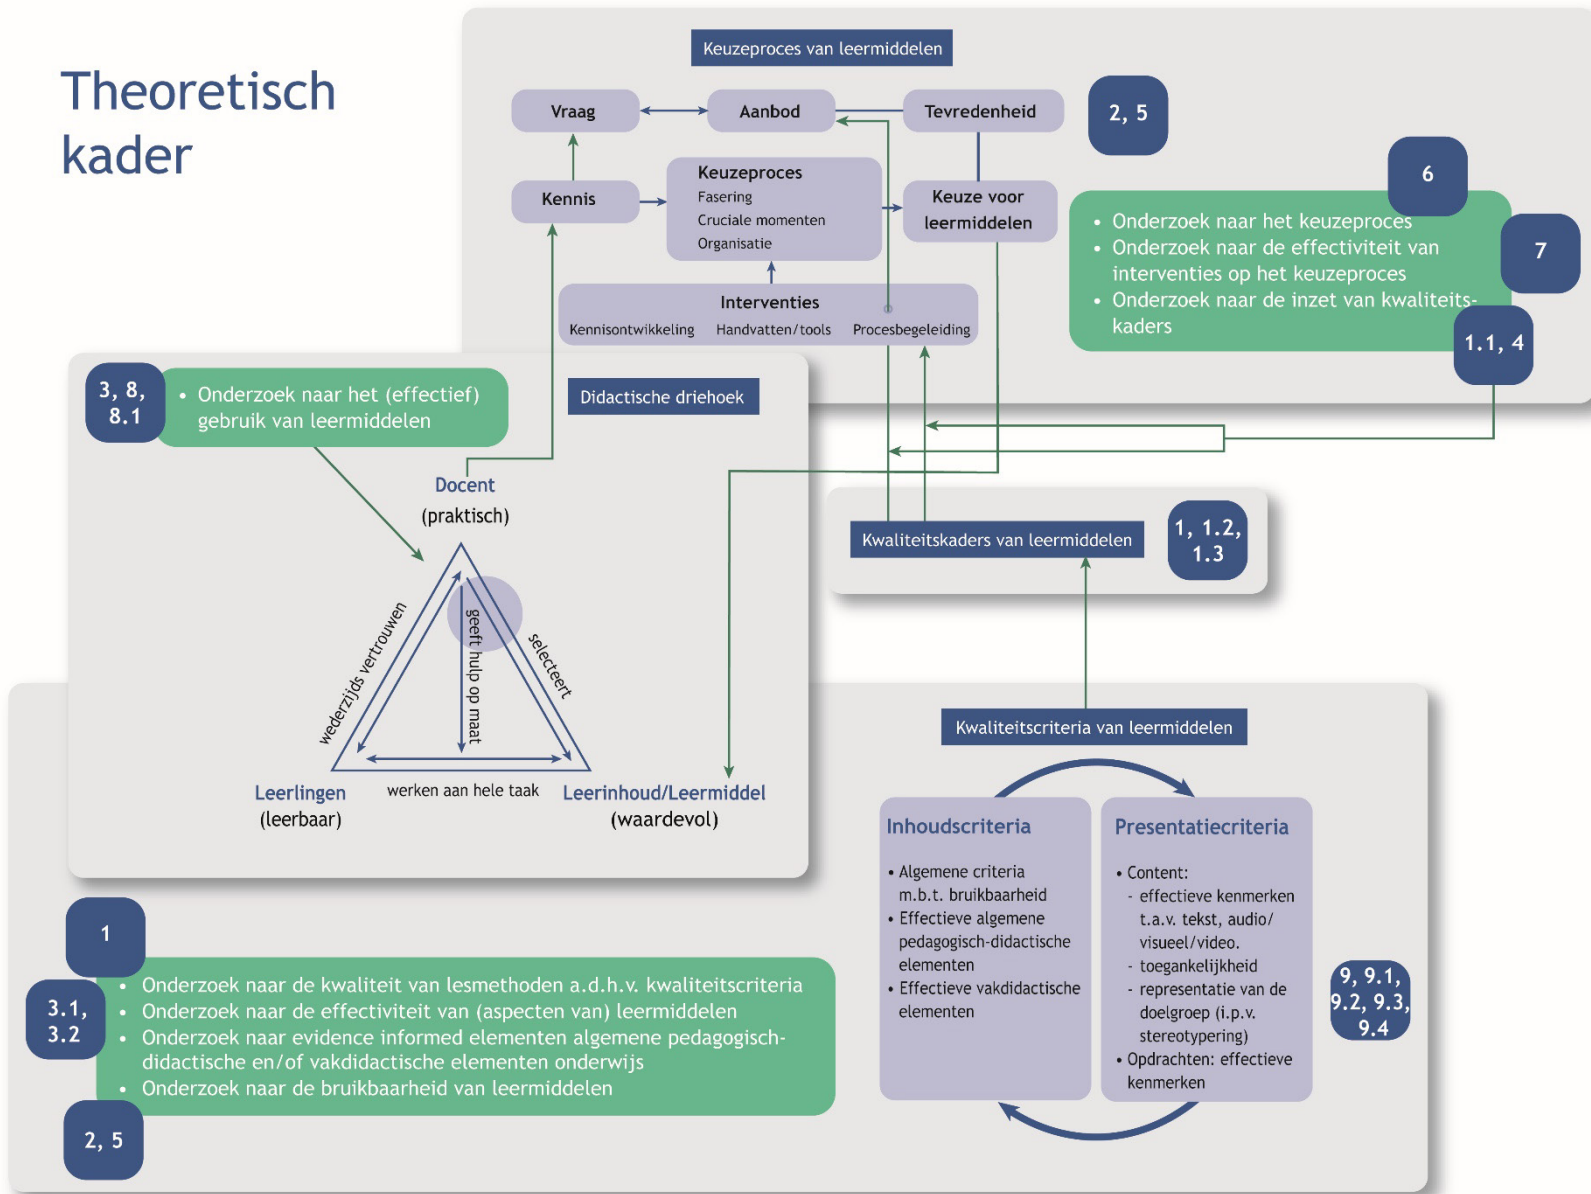 Theoretisch
kader
Keuzeproces van leermiddelen
Vraag
Aanbod
Tevredenheid
2, 5
Kennis
Keuzeproces
Fasering
Cruciale momenten
Organisatie
Keuze voor
leermiddelen
Interventies
Kennisontwikkeling
Handvatten/tools
Procesbegeleiding
6
• Onderzoek naar het keuzeproces
• Onderzoek naar de effectiviteit van
interventies op het keuzeproces
• Onderzoek naar de inzet van kwaliteits-
kaders
7
1.1, 4
3, 8,
8.1
• Onderzoek naar het (effectief)
gebruik van leermiddelen
Didactische driehoek
Docent
(praktisch)
wederzijds vertrouwen
geeft hulp op maat
selecteert
Leerlingen
(leerbaar)
werken aan hele taak
Leerinhoud/Leermiddel
(waardevol)
Kwaliteitskaders van leermiddelen
1, 1.2,
1.3
Kwaliteitscriteria van leermiddelen
Inhoudscriteria
• Algemene criteria
m.b.t. bruikbaarheid
• Effectieve algemene
pedagogisch-didactische
elementen
• Effectieve vakdidactische
elementen
Presentatiecriteria
• Content:
- effectieve kenmerken
t.a.v. tekst, audio/
visueel/video.
- toegankelijkheid
- representatie van de
doelgroep (i.p.v.
stereotypering)
• Opdrachten: effectieve
kenmerken
9, 9.1,
9.2, 9.3,
9.4
1
3.1,
3.2
• Onderzoek naar de kwaliteit van lesmethoden a.d.h.v. kwaliteitscriteria
• Onderzoek naar de effectiviteit van (aspecten van) leermiddelen
• Onderzoek naar evidence informed elementen algemene pedagogisch-
didactische en/of vakdidactische elementen onderwijs
• Onderzoek naar de bruikbaarheid van leermiddelen
2, 5